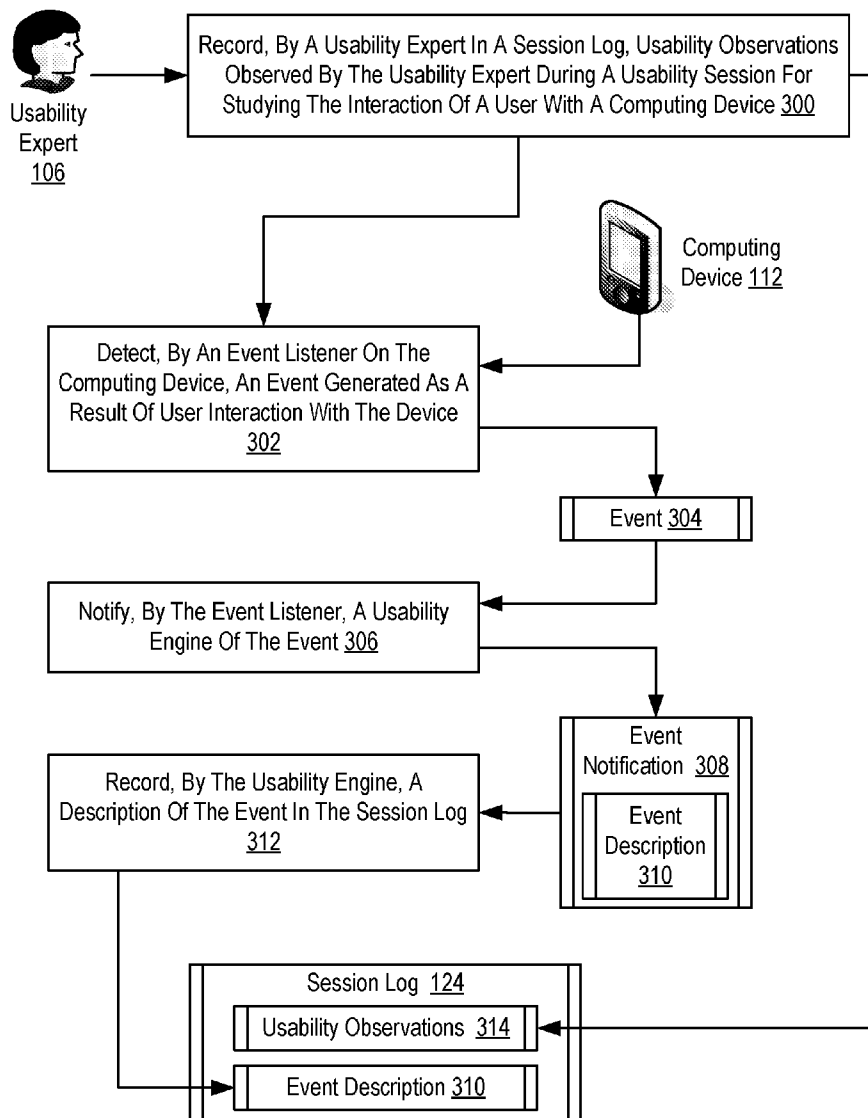 Record, By A Usability Expert In A Session Log, Usability Observations
Observed By The Usability Expert During A Usability Session For
Studying The Interaction Of A User With A Computing Device 300
Usability
Expert
106
Computing
Device 112
Detect, By An Event Listener On The
Computing Device, An Event Generated As A
Result Of User Interaction With The Device
302
Event 304
Notify, By The Event Listener, A Usability
Engine Of The Event 306
Event
Notification 308
Event
Description
310
Record, By The Usability Engine, A
Description Of The Event In The Session Log
312
Session Log 124
Usability Observations 314
Event Description 310